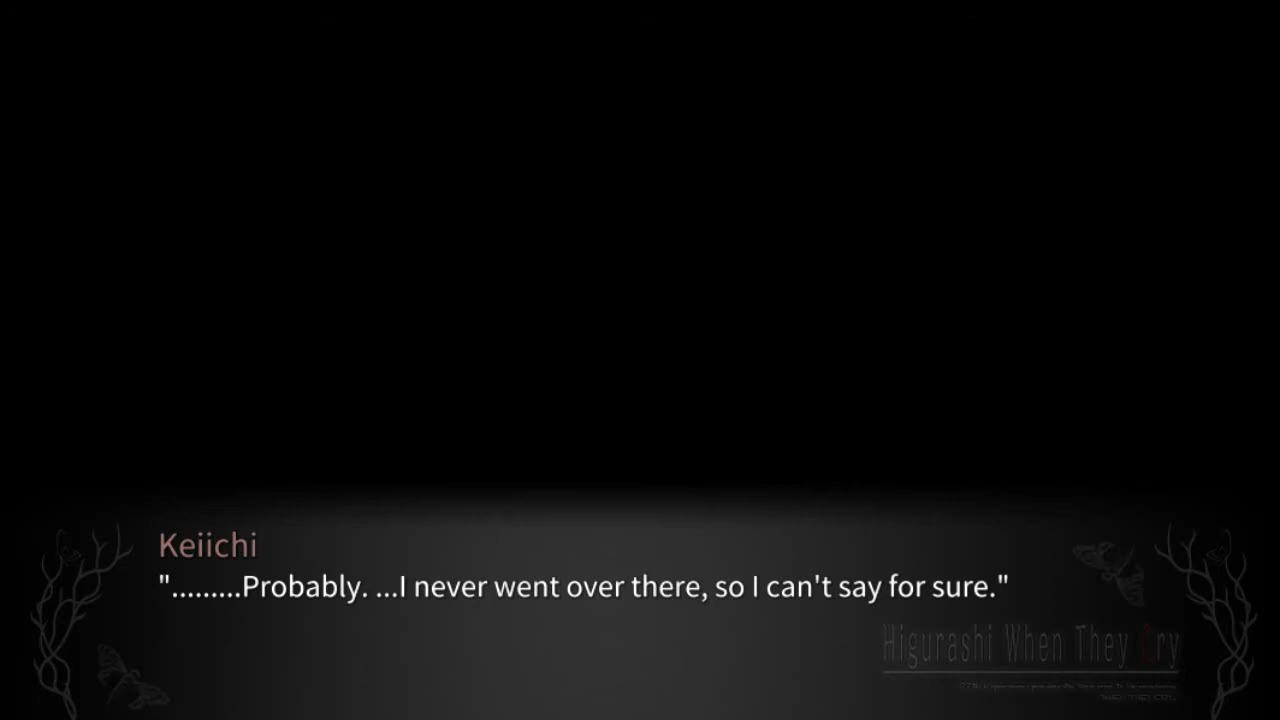 Keiichi
".........Probably. ...I never went over there, so I can't say for sure."
Higurashi When They Cry